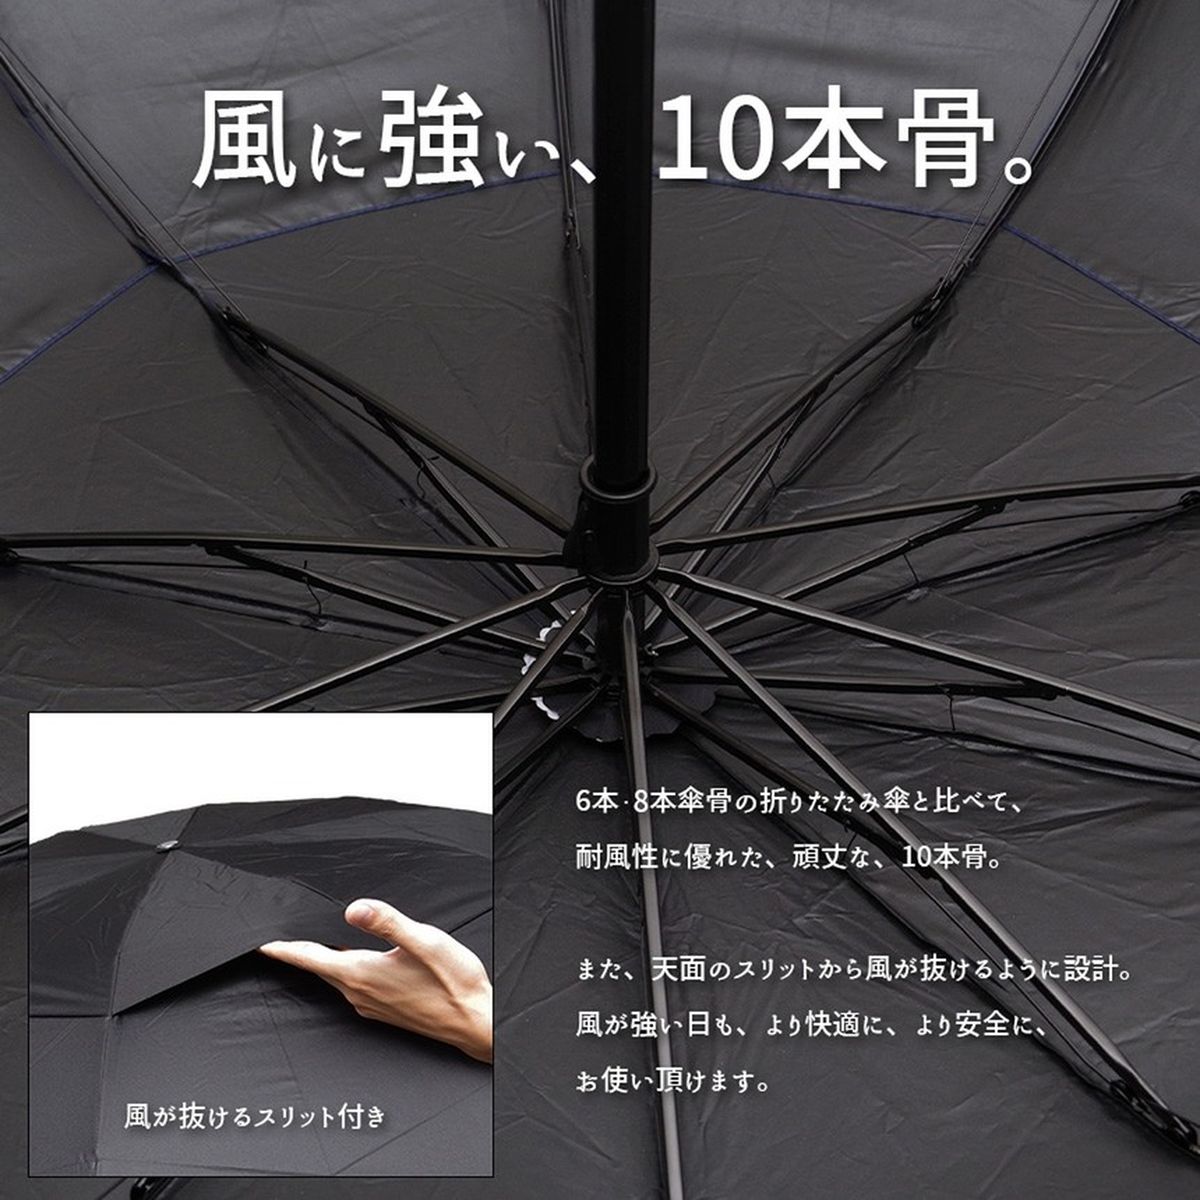 風に強い、10本骨。
6本・8本傘骨の折りたたみ傘と比べて、
耐風性に優れた、頑丈な、10本骨。
また、天面のスリットから風が抜けるように設計。
風が強い日も、より快適に、より安全に、
お使い頂けます。
風が抜けるスリット付き